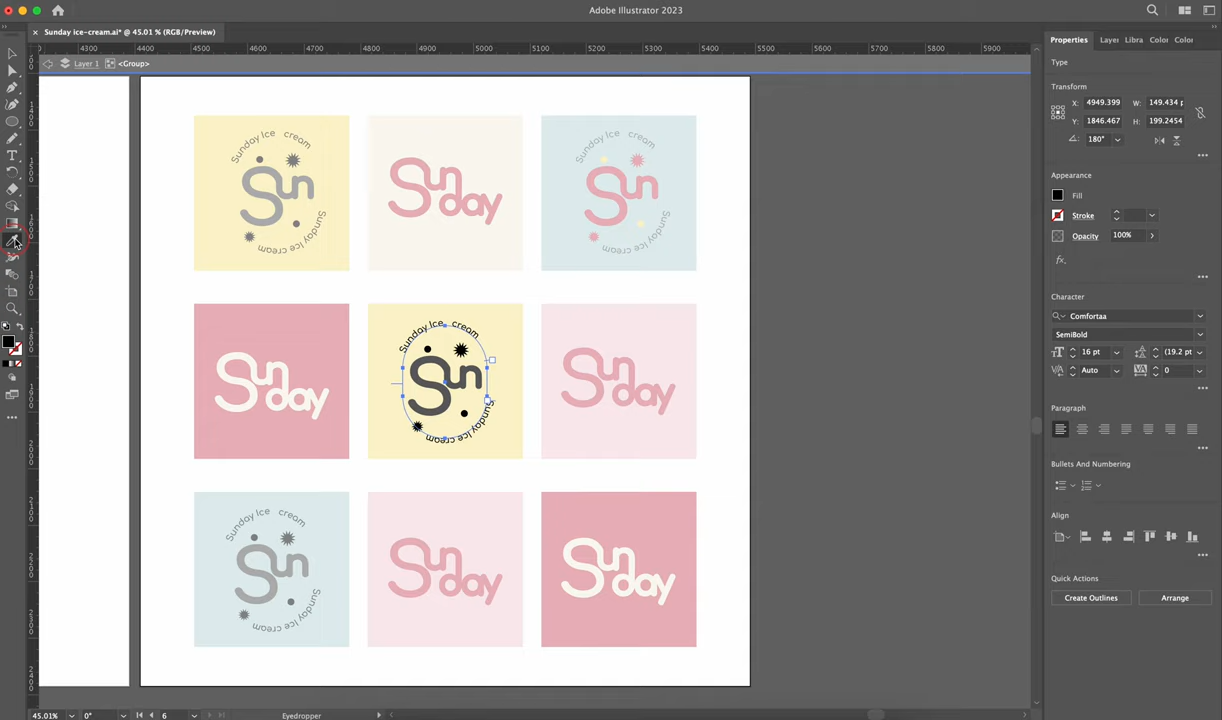 Adobe Illustrator 2023
× Sunday ice-cream.ai* @ 45.01 % (RGB/Preview)
4300 4400 4500 4600 4700 4800 4900 5000 5100 5200 5300 5400 5500 5600 5700 5800 5900
Layer 1 <Group>
Properties Layer Libra Color Color
Type
Transform
X: 4949.399 W: 149.434 p
Y: 1846.467 H: 199.2454
180°
Appearance
Fill
Stroke
Opacity 100%
fx.
Character
Comfortaa
SemiBold
16 pt (19.2 pt
Auto 0
Paragraph
Bullets And Numbering
Align
Quick Actions
Create Outlines Arrange
Sunday Ice cream
Sun
Sunday Ice cream
Sunday
Sunday Ice cream
Sun
Sunday Ice cream
Sunday
Sunday Ice cream
Sun
Sunday Ice cream
Sunday
Sunday Ice cream
Sun
Sunday Ice cream
Sunday
Sunday
45.01% 0° 6 Eyedropper